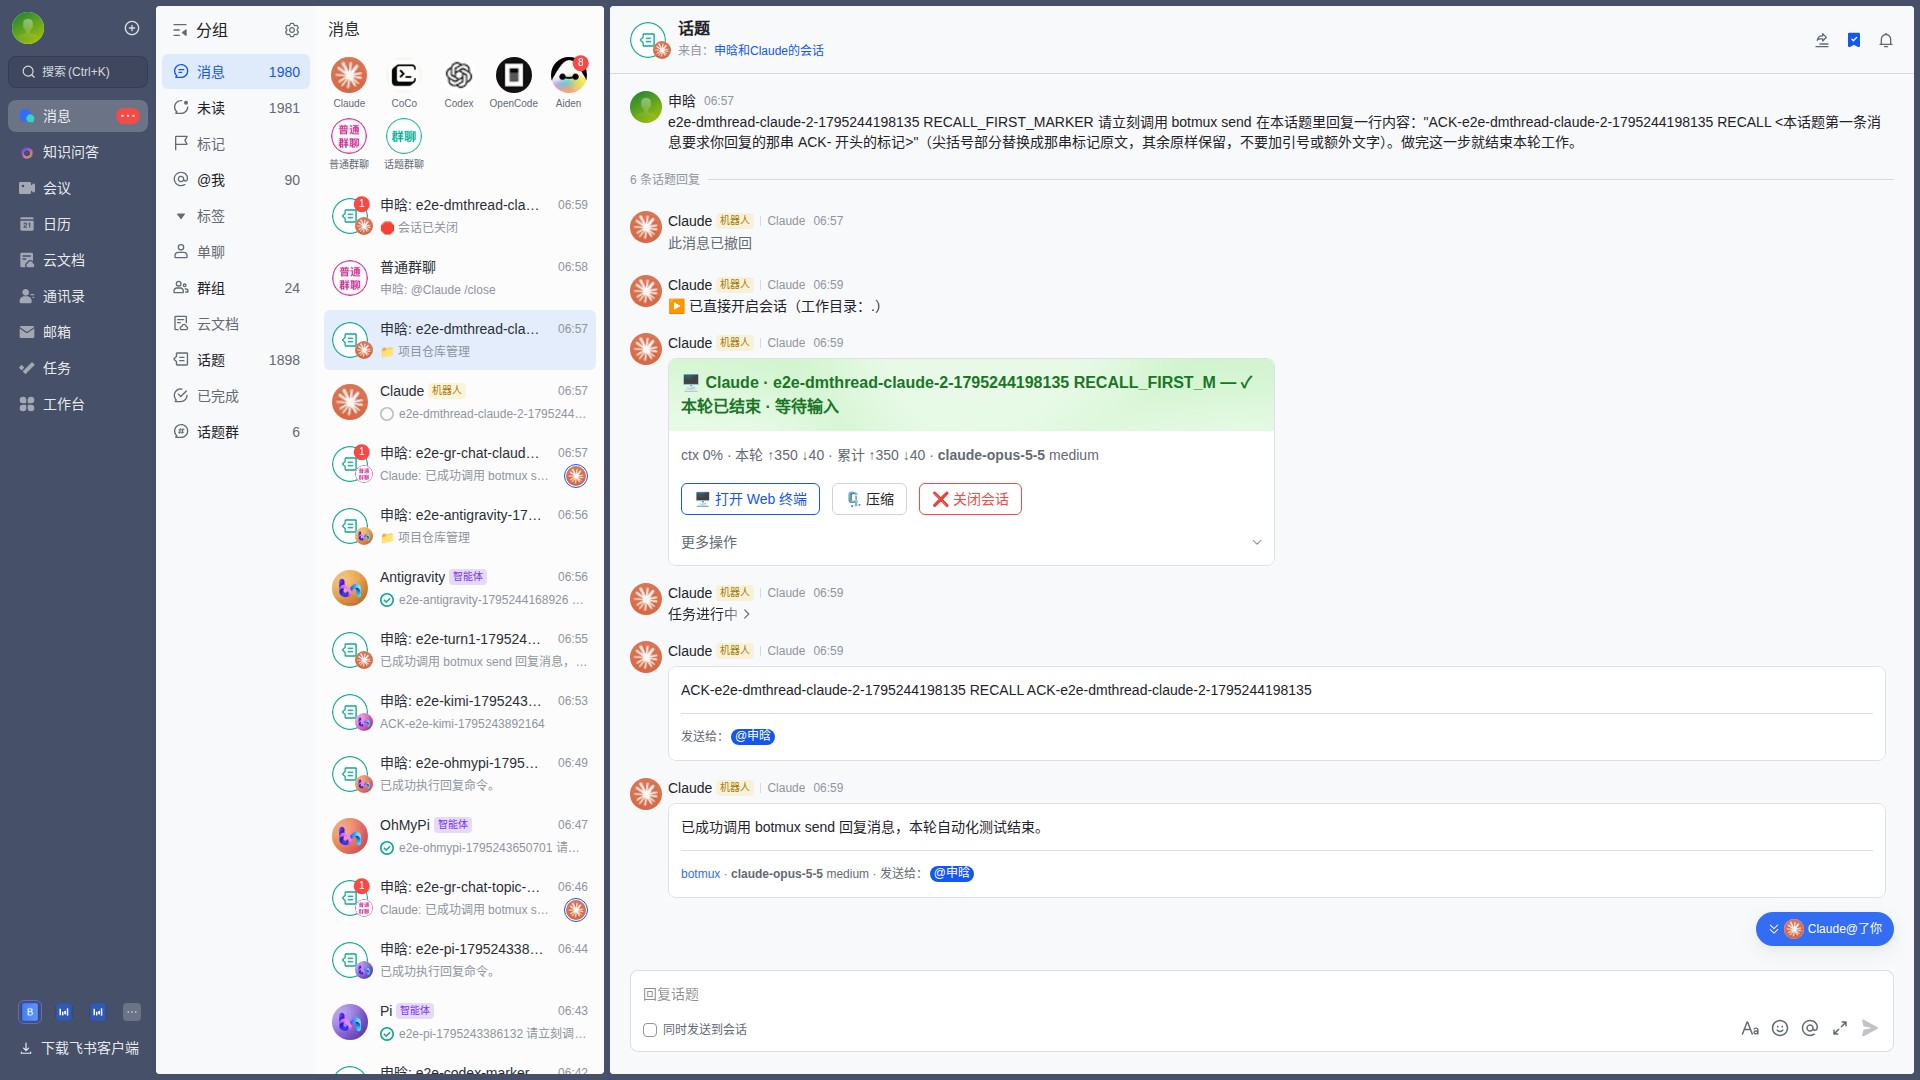 搜索 (Ctrl+K)
消息
知识问答
会议
日历
云文档
通讯录
邮箱
任务
工作台
下载飞书客户端
分组
消息 1980
未读 1981
标记
@我 90
标签
单聊
群组 24
云文档
话题 1898
已完成
话题群 6
消息
Claude
CoCo
Codex
OpenCode
8
Aiden
普通群聊
普通群聊
群聊
话题群聊
1
申晗: e2e-dmthread-cla… 06:59
会话已关闭
普通群聊
普通群聊 06:58
申晗: @Claude /close
申晗: e2e-dmthread-cla… 06:57
项目仓库管理
Claude 机器人 06:57
e2e-dmthread-claude-2-1795244…
1
申晗: e2e-gr-chat-claud… 06:57
Claude: 已成功调用 botmux s…
申晗: e2e-antigravity-17… 06:56
项目仓库管理
Antigravity 智能体 06:56
e2e-antigravity-1795244168926 …
申晗: e2e-turn1-179524… 06:55
已成功调用 botmux send 回复消息，…
申晗: e2e-kimi-1795243… 06:53
ACK-e2e-kimi-1795243892164
申晗: e2e-ohmypi-1795… 06:49
已成功执行回复命令。
OhMyPi 智能体 06:47
e2e-ohmypi-1795243650701 请…
1
申晗: e2e-gr-chat-topic-… 06:46
Claude: 已成功调用 botmux s…
申晗: e2e-pi-179524338… 06:44
已成功执行回复命令。
Pi 智能体 06:43
e2e-pi-1795243386132 请立刻调…
申晗: e2e-codex-marker 06:42
话题
来自：申晗和Claude的会话
申晗 06:57
e2e-dmthread-claude-2-1795244198135 RECALL_FIRST_MARKER 请立刻调用 botmux send 在本话题里回复一行内容："ACK-e2e-dmthread-claude-2-1795244198135 RECALL <本话题第一条消
息要求你回复的那串 ACK- 开头的标记>"（尖括号部分替换成那串标记原文，其余原样保留，不要加引号或额外文字）。做完这一步就结束本轮工作。
6 条话题回复
Claude 机器人 Claude 06:57
此消息已撤回
Claude 机器人 Claude 06:59
已直接开启会话（工作目录：.）
Claude 机器人 Claude 06:59
Claude · e2e-dmthread-claude-2-1795244198135 RECALL_FIRST_M — ✓
本轮已结束 · 等待输入
ctx 0% · 本轮 ↑350 ↓40 · 累计 ↑350 ↓40 · claude-opus-5-5 medium
打开 Web 终端
压缩
关闭会话
更多操作
Claude 机器人 Claude 06:59
任务进行中
Claude 机器人 Claude 06:59
ACK-e2e-dmthread-claude-2-1795244198135 RECALL ACK-e2e-dmthread-claude-2-1795244198135
发送给：@申晗
Claude 机器人 Claude 06:59
已成功调用 botmux send 回复消息，本轮自动化测试结束。
botmux · claude-opus-5-5 medium · 发送给：@申晗
Claude@了你
回复话题
同时发送到会话